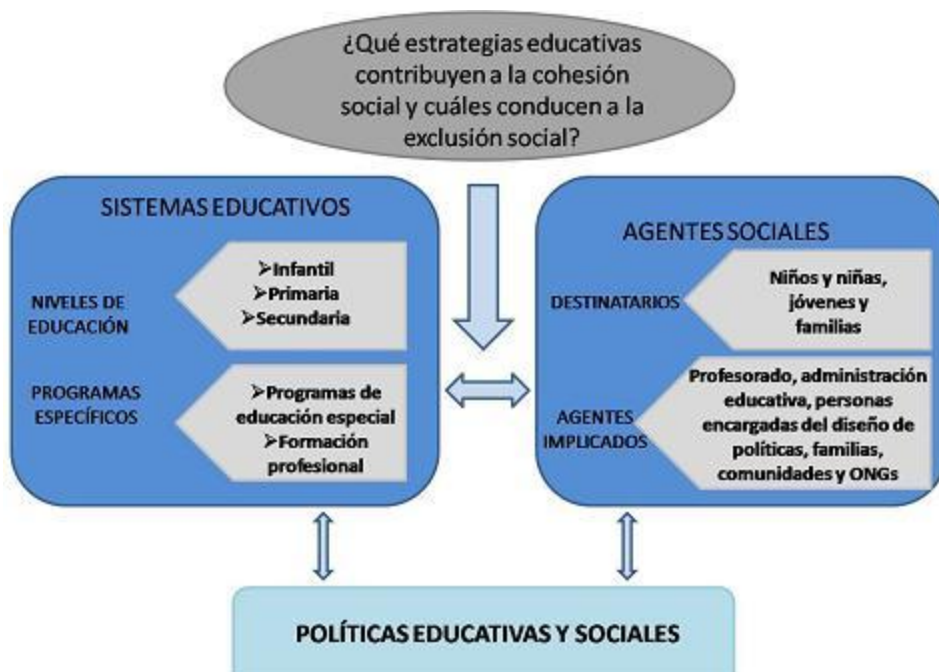 ¿Qué estrategias educativas
contribuyen a la cohesión
social y cuáles conducen a la
exclusión social?
SISTEMAS EDUCATIVOS
NIVELES DE
EDUCACIÓN
➢Infantil
➢Primaria
➢Secundaria
PROGRAMAS
ESPECÍFICOS
➢Programas de
educación especial
➢Formación
profesional
AGENTES SOCIALES
DESTINATARIOS
Niños y niñas,
jóvenes y
familias
AGENTES
IMPLICADOS
Profesorado, administración
educativa, personas
encargadas del diseño de
políticas, familias,
comunidades y ONGs
POLÍTICAS EDUCATIVAS Y SOCIALES